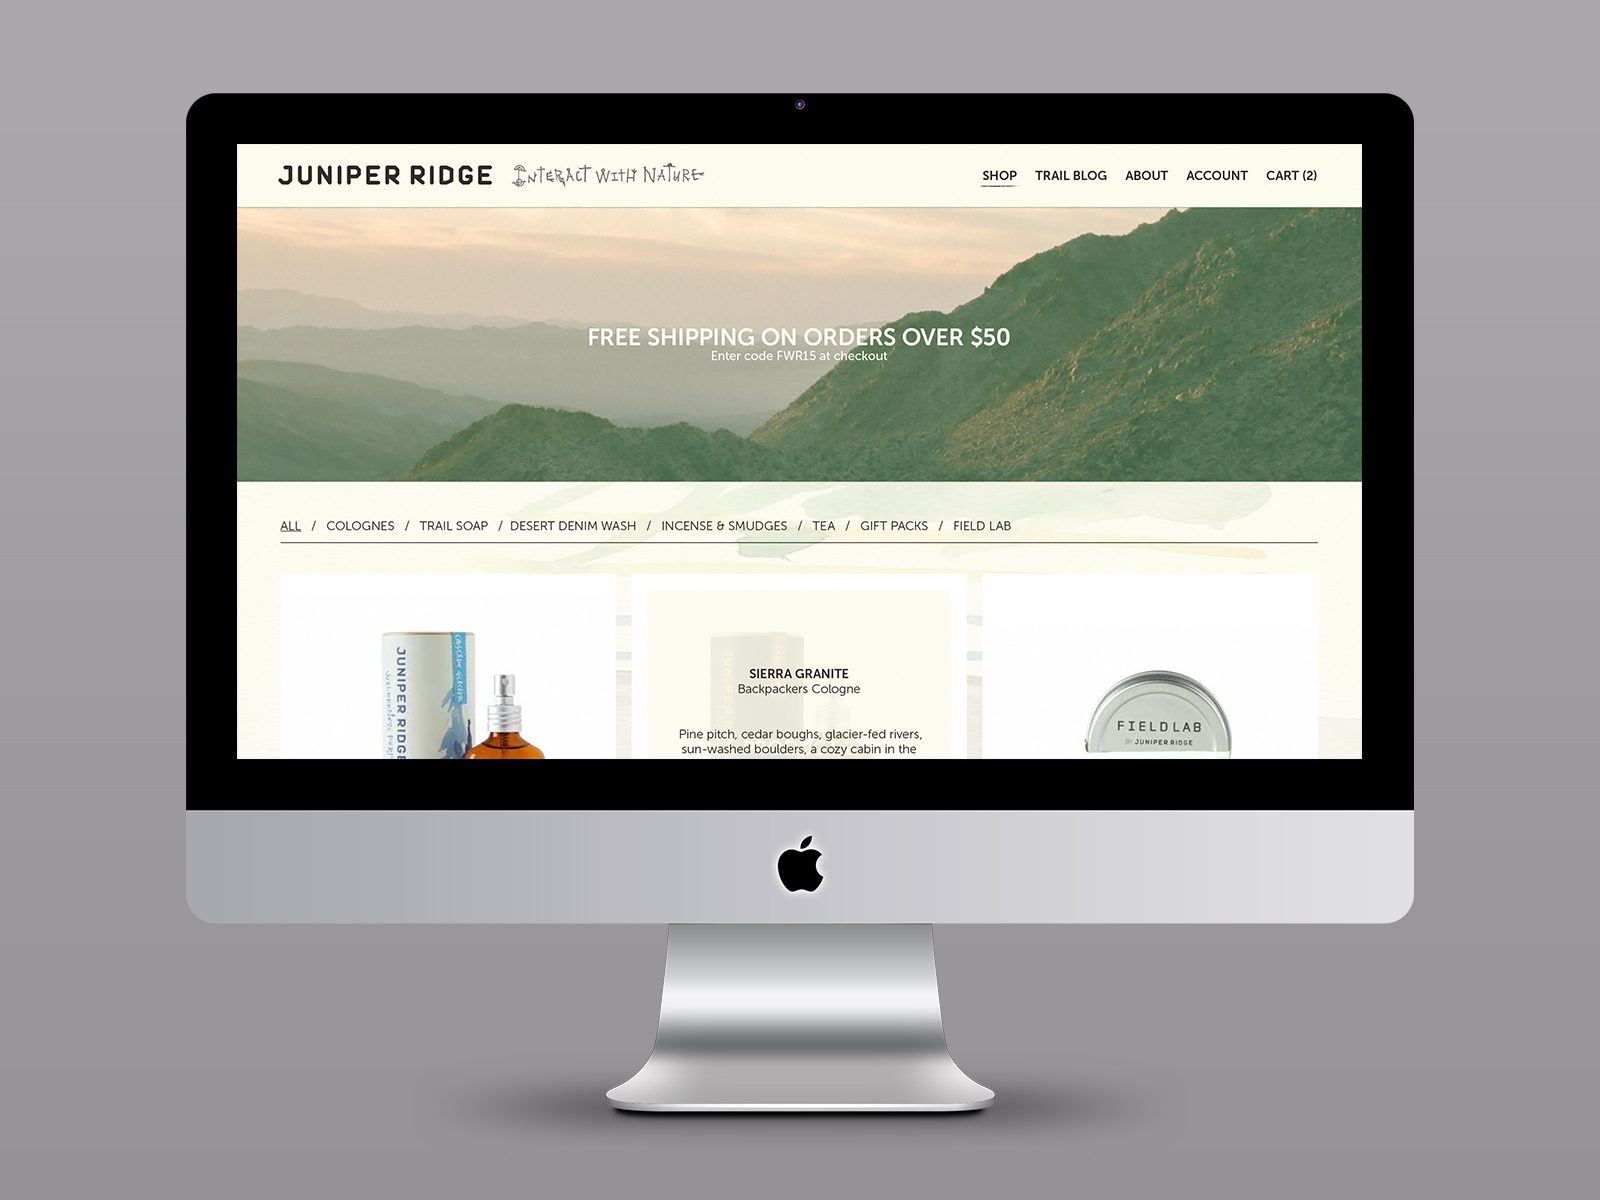 JUNIPER RIDGE Interact with Nature SHOP TRAIL BLOG ABOUT ACCOUNT CART (2)
FREE SHIPPING ON ORDERS OVER $50
Enter code FWR15 at checkout
ALL / COLOGNES / TRAIL SOAP / DESERT DENIM WASH / INCENSE & SMUDGES / TEA / GIFT PACKS / FIELD LAB
JUNIPER RIDGE
CASCADE GLACIER
SIERRA GRANITE
Backpackers Cologne
Pine pitch, cedar boughs, glacier-fed rivers,
sun-washed boulders, a cozy cabin in the
FIELD LAB
BY JUNIPER RIDGE